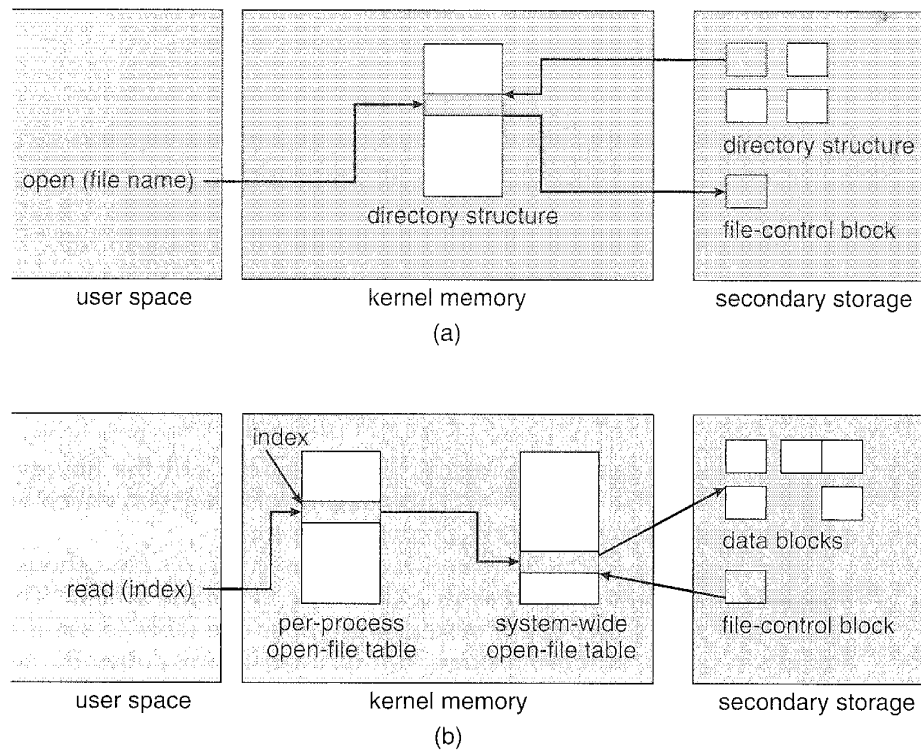 open (file name)
directory structure
directory structure
file-control block
user space
kernel memory
secondary storage
(a)
index
read (index)
per-process
open-file table
system-wide
open-file table
data blocks
file-control block
user space
kernel memory
secondary storage
(b)